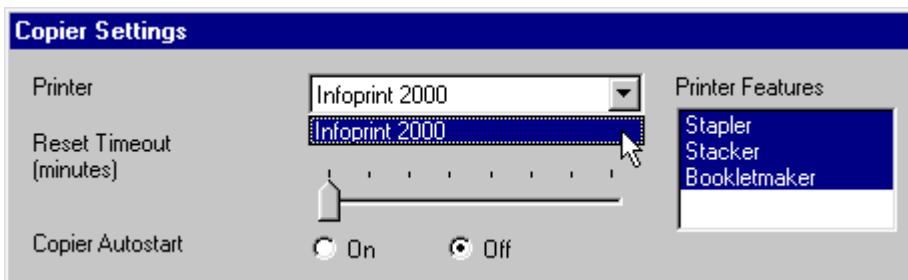 Copier Settings
Printer
Infoprint 2000
Infoprint 2000
Printer Features
Stapler
Stacker
Bookletmaker
Reset Timeout
(minutes)
Copier Autostart
On
Off